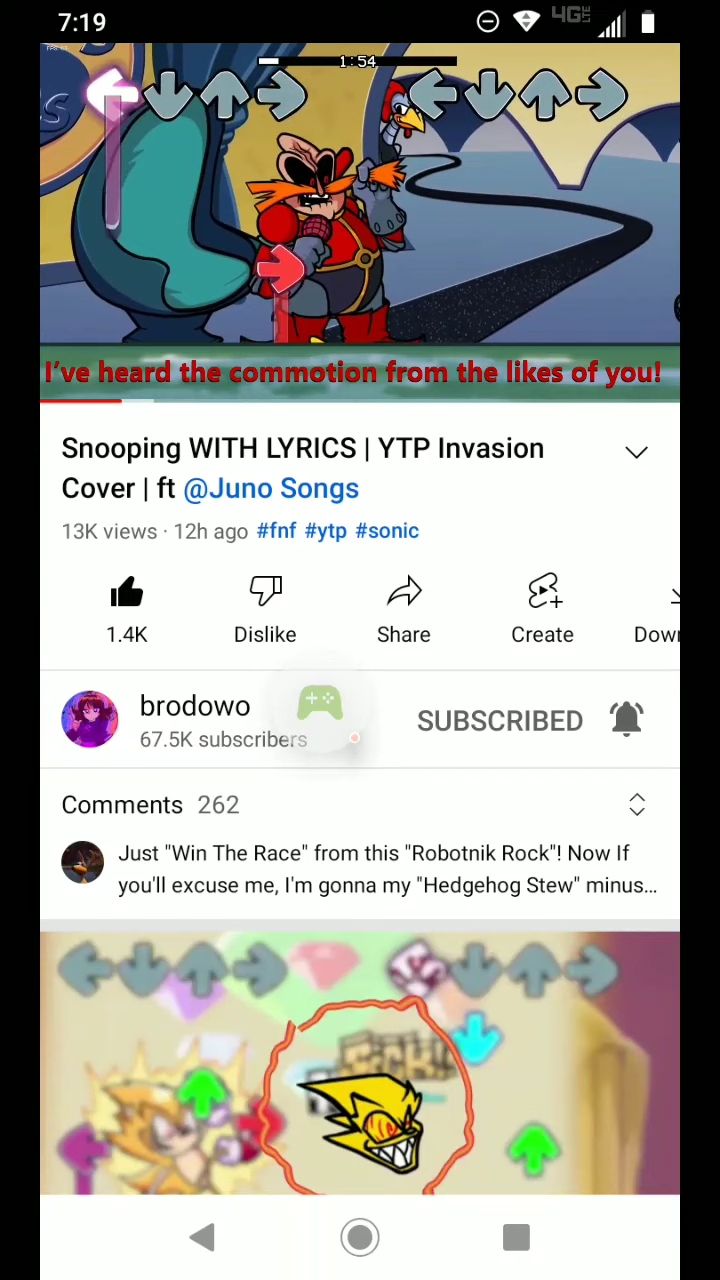 7:19
4G LTE
1:54
I've heard the commotion from the likes of you!
Snooping WITH LYRICS | YTP Invasion
Cover | ft @Juno Songs
13K views · 12h ago #fnf #ytp #sonic
1.4K
Dislike
Share
Create
Down
brodowo
67.5K subscribers
SUBSCRIBED
Comments 262
Just "Win The Race" from this "Robotnik Rock"! Now If
you'll excuse me, I'm gonna my "Hedgehog Stew" minus...